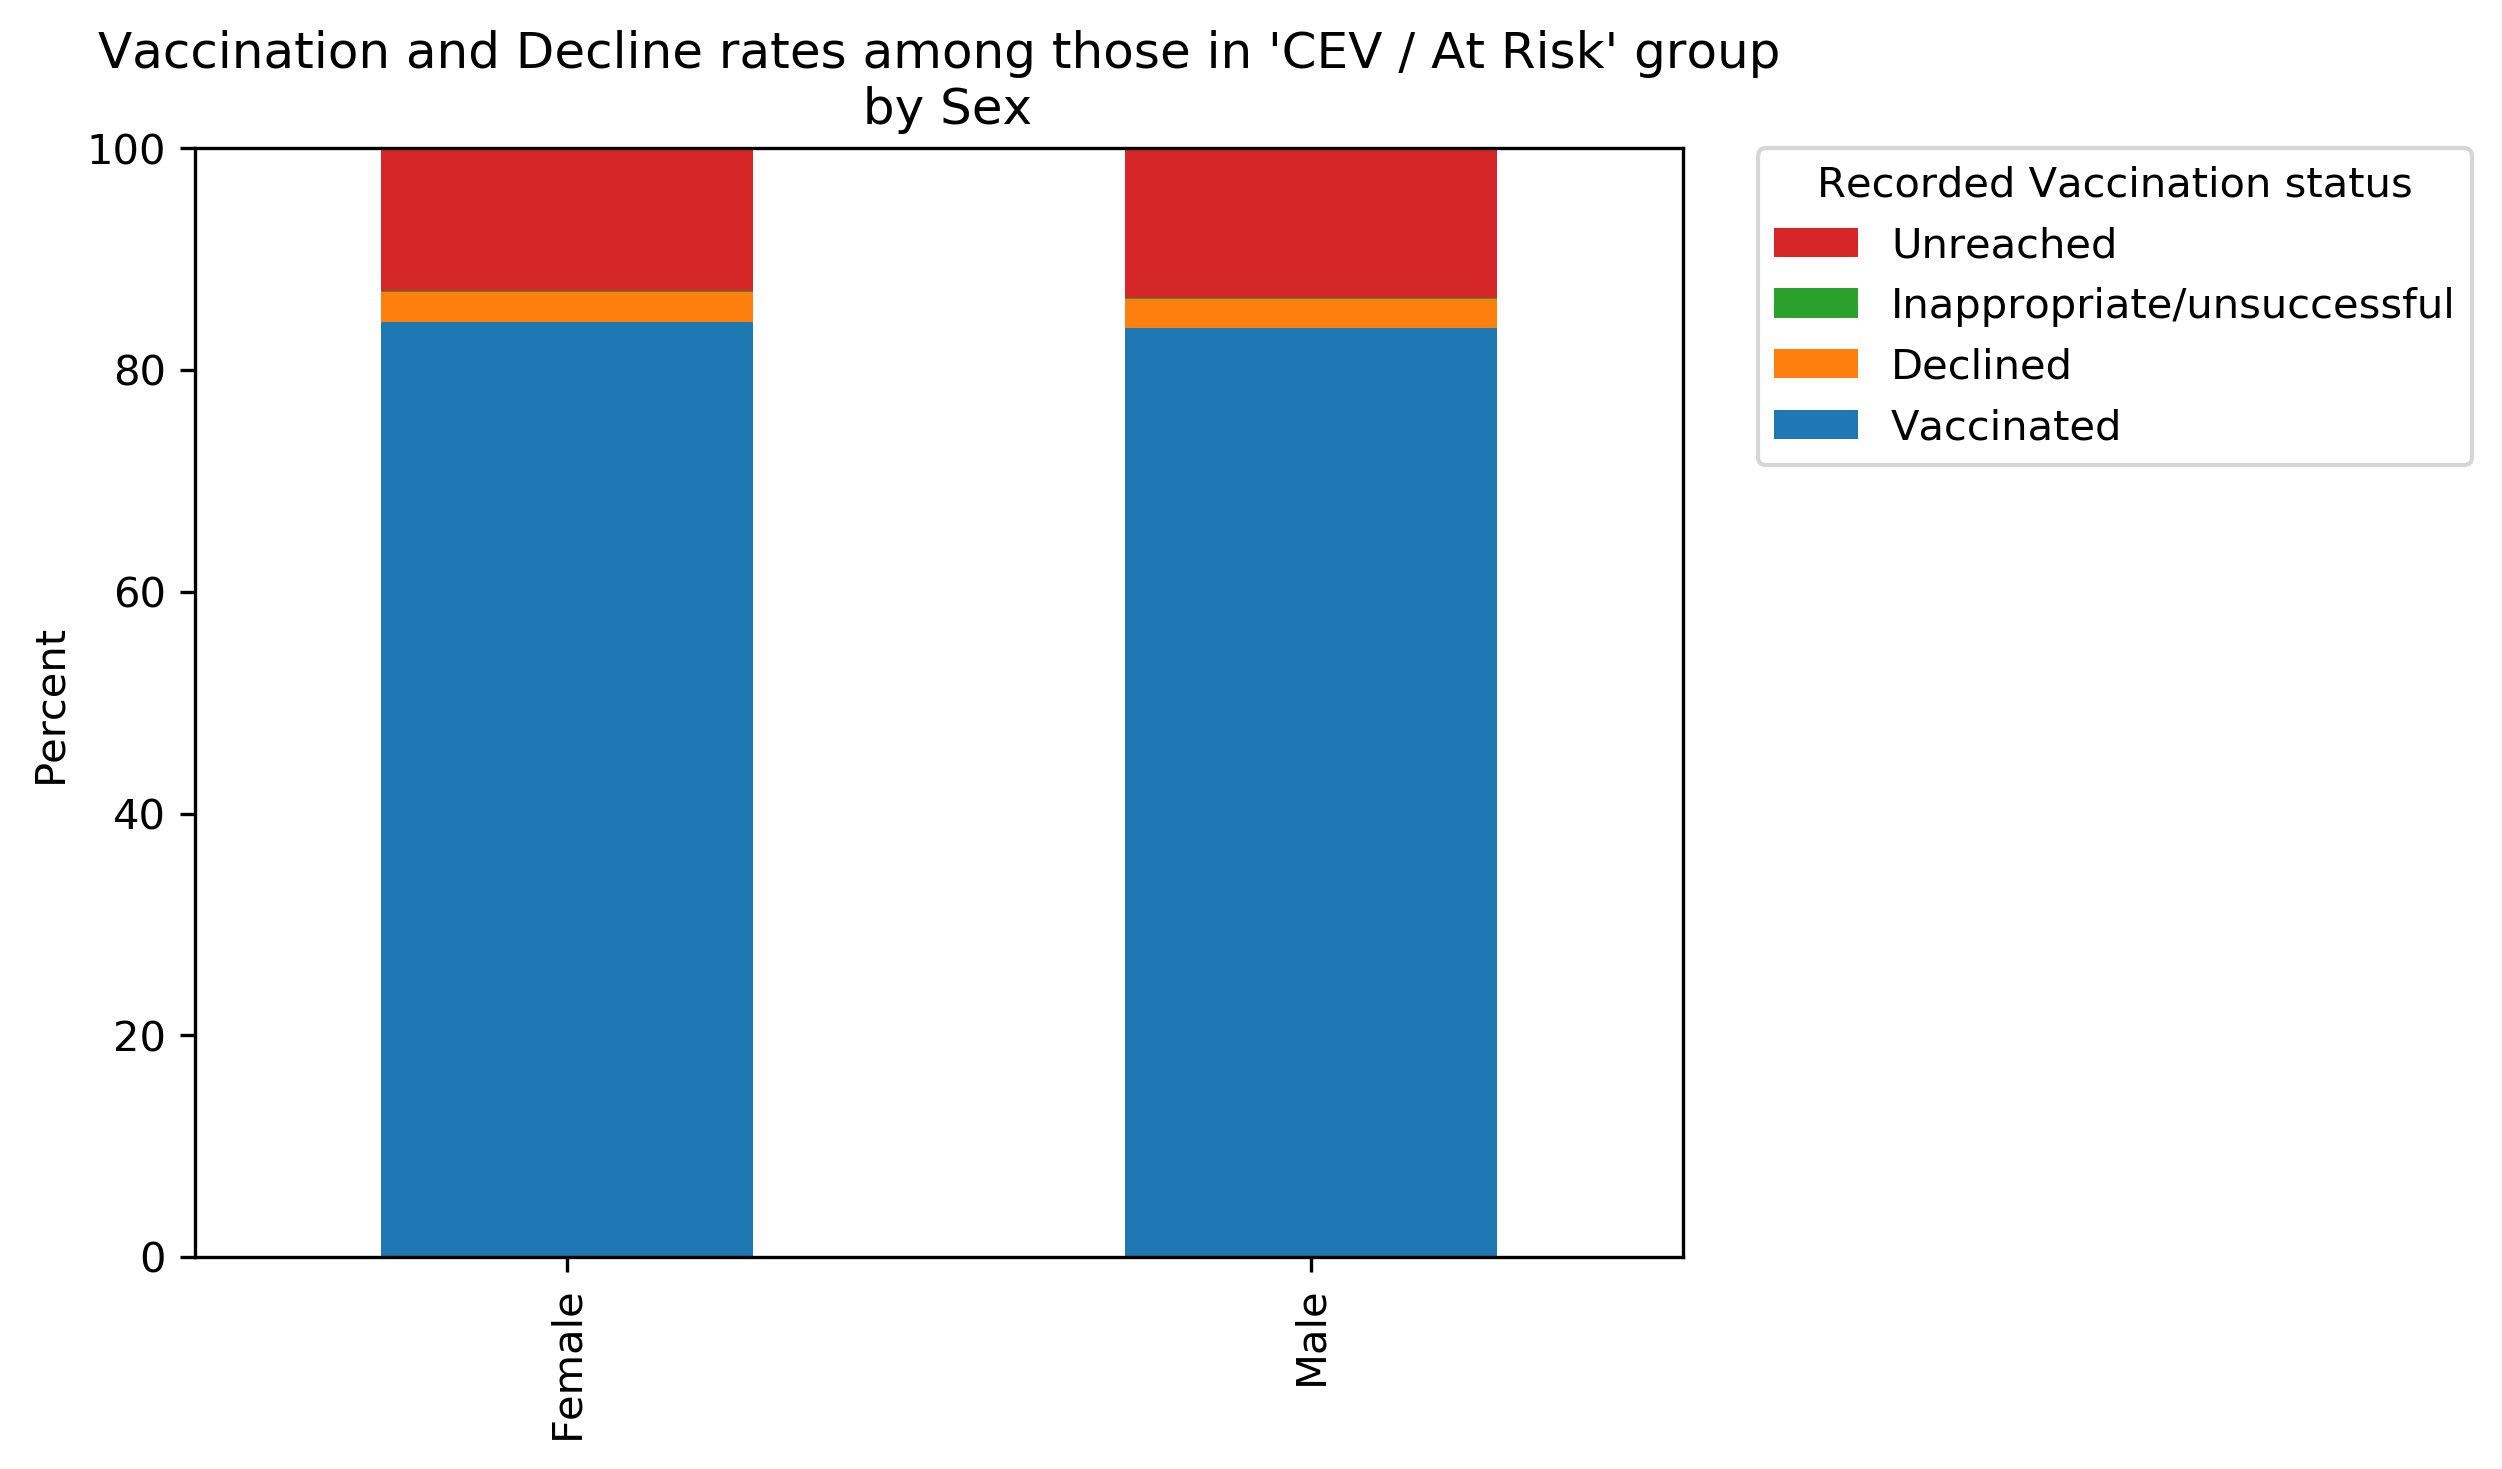 Vaccination and Decline rates among those in 'CEV / At Risk' group
by Sex
100
80
60
40
20
0
Percent
Female
Male
Recorded Vaccination status
Unreached
Inappropriate/unsuccessful
Declined
Vaccinated